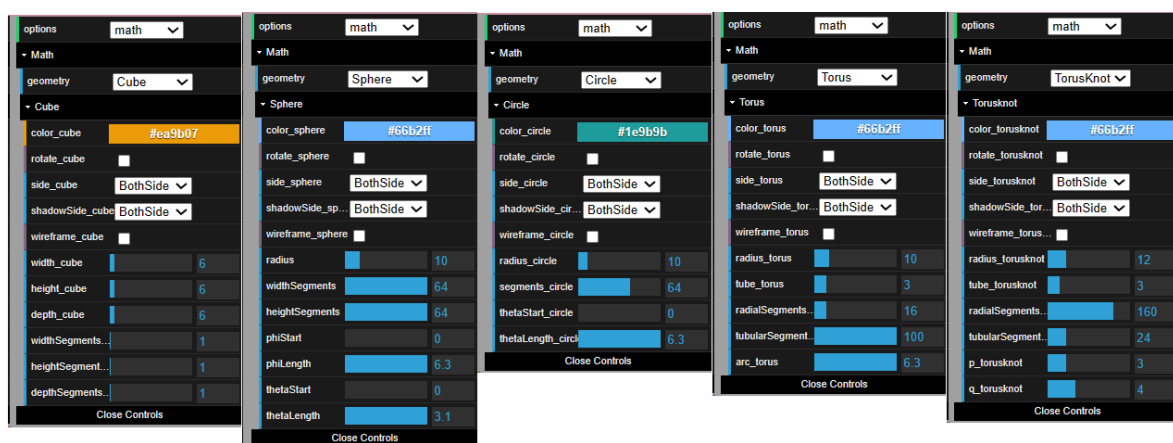 options math
Math
geometry Cube
Cube
color_cube #ea9b07
rotate_cube
side_cube BothSide
shadowSide_cube BothSide
wireframe_cube
width_cube 6
height_cube 6
depth_cube 6
widthSegments... 1
heightSegment... 1
depthSegments... 1
Close Controls
options math
Math
geometry Sphere
Sphere
color_sphere #66b2ff
rotate_sphere
side_sphere BothSide
shadowSide_sp... BothSide
wireframe_sphere
radius 10
widthSegments 64
heightSegments 64
phiStart 0
phiLength 6.3
thetaStart 0
thetaLength 3.1
Close Controls
options math
Math
geometry Circle
Circle
color_circle #1e9b9b
rotate_circle
side_circle BothSide
shadowSide_cir... BothSide
wireframe_circle
radius_circle 10
segments_circle 64
thetaStart_circle 0
thetaLength_circl 6.3
Close Controls
options math
Math
geometry Torus
Torus
color_torus #66b2ff
rotate_torus
side_torus BothSide
shadowSide_tor... BothSide
wireframe_torus
radius_torus 10
tube_torus 3
radialSegments... 16
tubularSegment... 100
arc_torus 6.3
Close Controls
options math
Math
geometry TorusKnot
Torusknot
color_torusknot #66b2ff
rotate_torusknot
side_torusknot BothSide
shadowSide_tor... BothSide
wireframe_torus...
radius_torusknot 12
tube_torusknot 3
radialSegments... 160
tubularSegment... 24
p_torusknot 3
q_torusknot 4
Close Controls